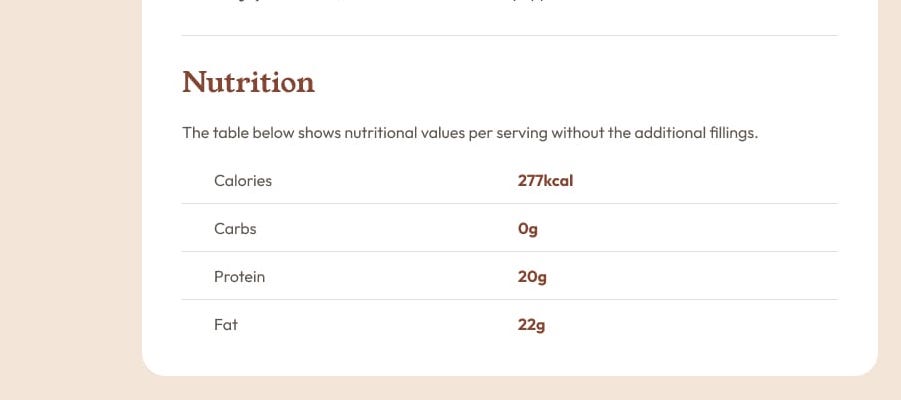 Nutrition
The table below shows nutritional values per serving without the additional fillings.
Calories 277kcal
Carbs 0g
Protein 20g
Fat 22g